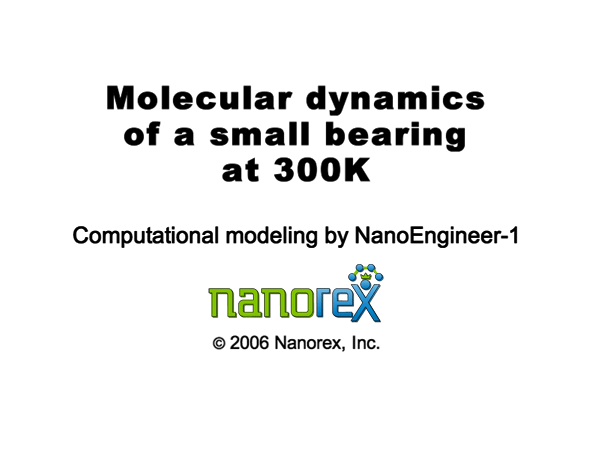 Molecular dynamics
of a small bearing
at 300K
Computational modeling by NanoEngineer-1
nanorex
© 2006 Nanorex, Inc.